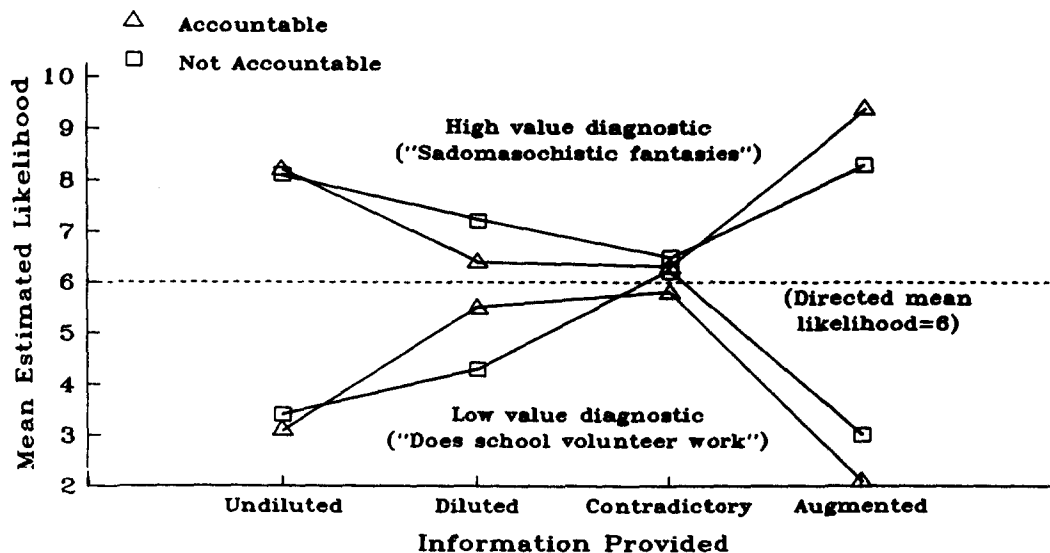 Accountable
Not Accountable
10
9
8
7
6
5
4
3
2
Mean Estimated Likelihood
High value diagnostic
("Sadomasochistic fantasies")
(Directed mean
likelihood=6)
Low value diagnostic
("Does school volunteer work")
Undiluted Diluted Contradictory Augmented
Information Provided